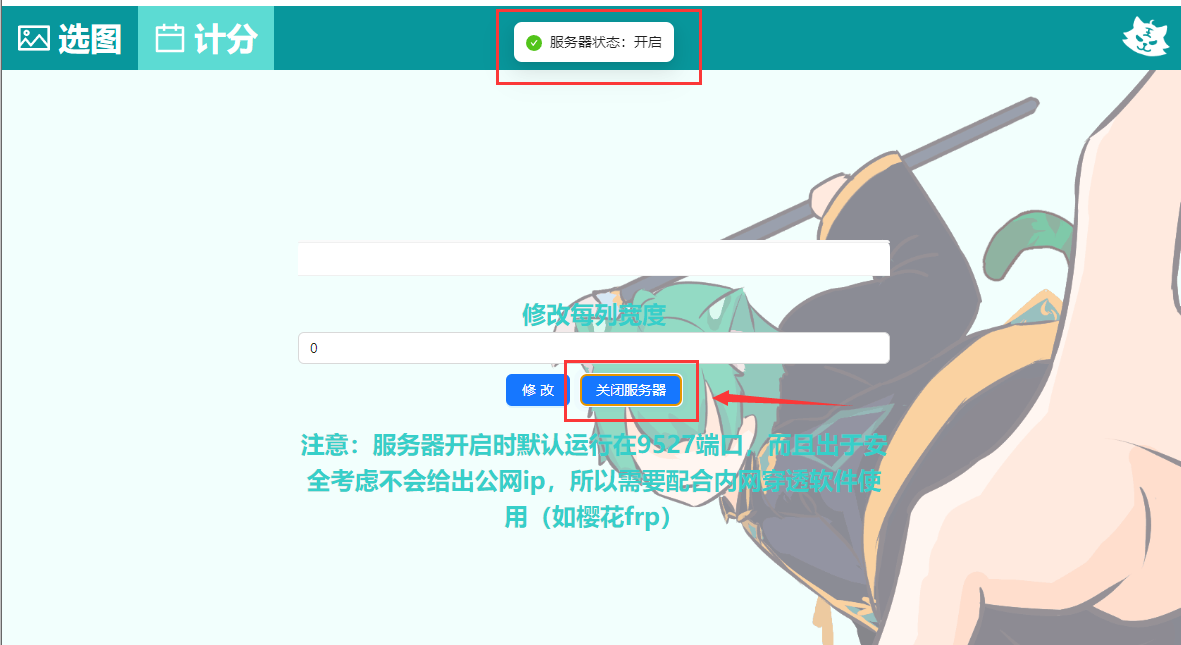 选图
计分
服务器状态：开启
修改每列宽度
0
修 改
关闭服务器
注意：服务器开启时默认运行在9527端口，而且出于安
全考虑不会给出公网ip，所以需要配合内网穿透软件使
用（如樱花frp）